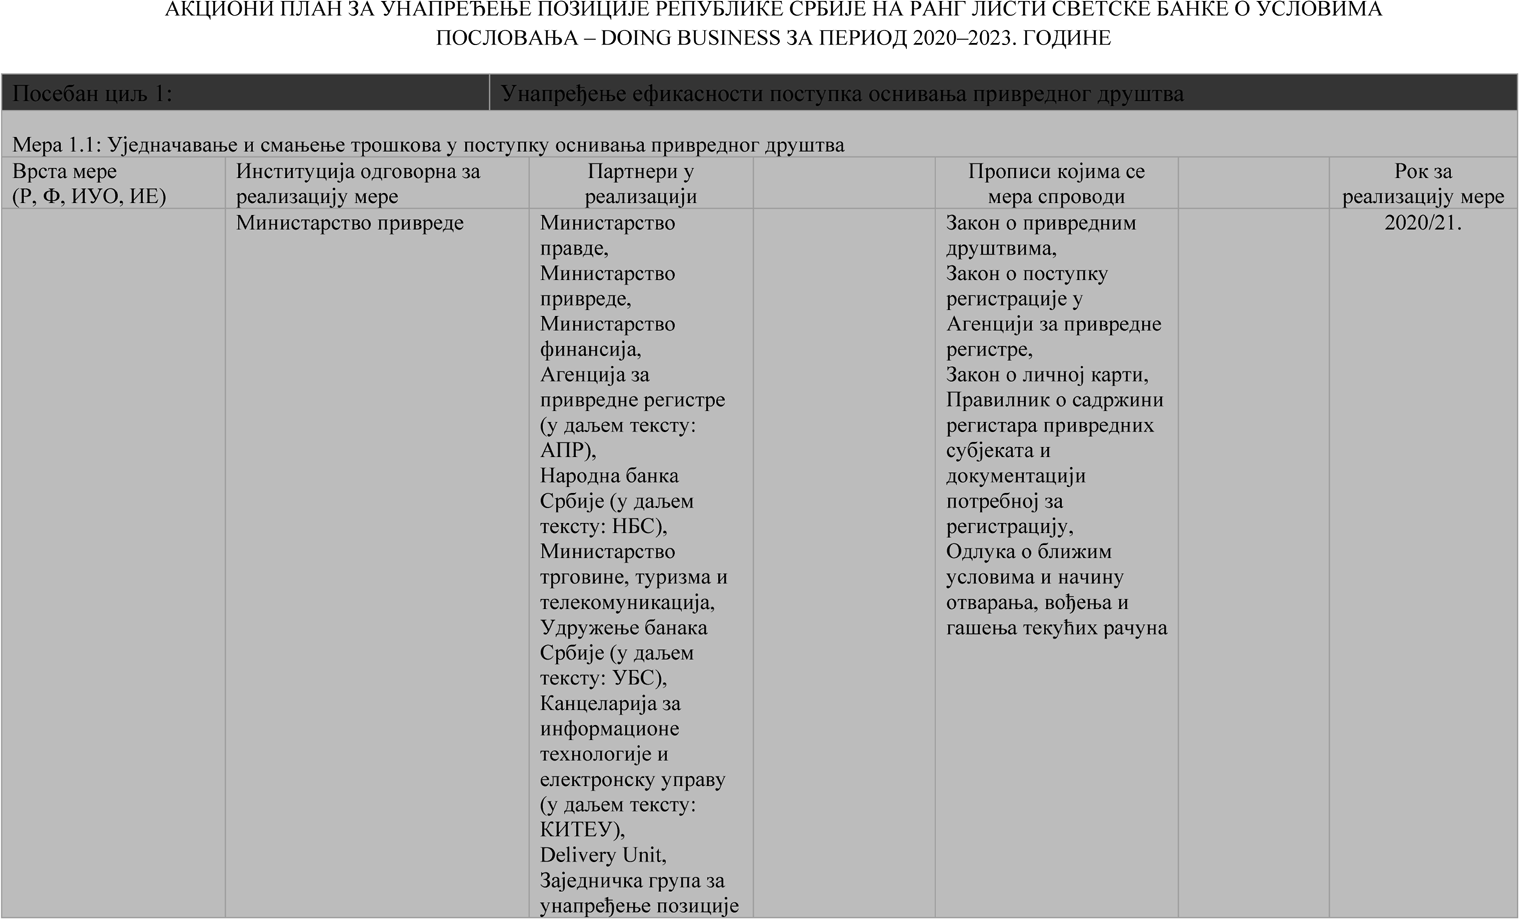 АКЦИОНИ ПЛАН ЗА УНАПРЕЂЕЊЕ ПОЗИЦИЈЕ РЕПУБЛИКЕ СРБИЈЕ НА РАНГ ЛИСТИ СВЕТСКЕ БАНКЕ О УСЛОВИМА
ПОСЛОВАЊА – DOING BUSINESS ЗА ПЕРИОД 2020–2023. ГОДИНЕ
Посебан циљ 1:
Унапређење ефикасности поступка оснивања привредног друштва
Мера 1.1: Уједначавање и смањење трошкова у поступку оснивања привредног друштва
Врста мере
(Р, Ф, ИУО, ИЕ)
Институција одговорна за
реализацију мере
Партнери у
реализацији
Прописи којима се
мера спроводи
Рок за
реализацију мере
Министарство привреде
Министарство
правде,
Министарство
привреде,
Министарство
финансија,
Агенција за
привредне регистре
(у даљем тексту:
АПР),
Народна банка
Србије (у даљем
тексту: НБС),
Министарство
трговине, туризма и
телекомуникација,
Удружење банака
Србије (у даљем
тексту: УБС),
Канцеларија за
информационе
технологије и
електронску управу
(у даљем тексту:
КИТЕУ),
Delivery Unit,
Заједничка група за
унапређење позиције
Закон о привредним
друштвима,
Закон о поступку
регистрације у
Агенцији за привредне
регистре,
Закон о личној карти,
Правилник о садржини
регистара привредних
субјеката и
документацији
потребној за
регистрацију,
Одлука о ближим
условима и начину
отварања, вођења и
гашења текућих рачуна
2020/21.